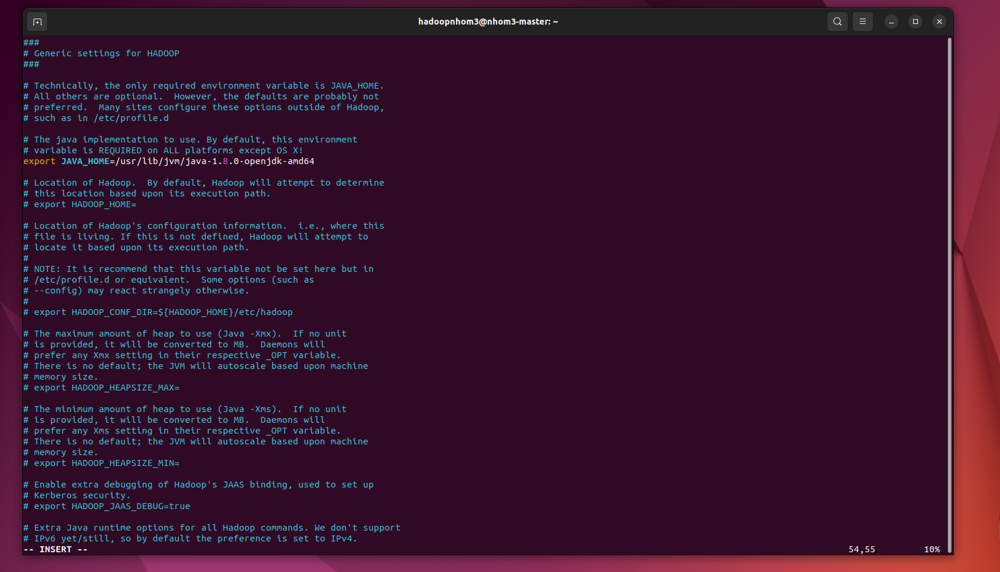 hadoopnhom3@nhom3-master: ~
###
# Generic settings for HADOOP
###
# Technically, the only required environment variable is JAVA_HOME.
# All others are optional.  However, the defaults are probably not
# preferred.  Many sites configure these options outside of Hadoop,
# such as in /etc/profile.d
# The java implementation to use. By default, this environment
# variable is REQUIRED on ALL platforms except OS X!
export JAVA_HOME=/usr/lib/jvm/java-1.8.0-openjdk-amd64
# Location of Hadoop.  By default, Hadoop will attempt to determine
# this location based upon its execution path.
# export HADOOP_HOME=
# Location of Hadoop's configuration information.  i.e., where this
# file is living. If this is not defined, Hadoop will attempt to
# locate it based upon its execution path.
#
# NOTE: It is recommend that this variable not be set here but in
# /etc/profile.d or equivalent.  Some options (such as
# --config) may react strangely otherwise.
#
# export HADOOP_CONF_DIR=${HADOOP_HOME}/etc/hadoop
# The maximum amount of heap to use (Java -Xmx).  If no unit
# is provided, it will be converted to MB.  Daemons will
# prefer any Xmx setting in their respective _OPT variable.
# There is no default; the JVM will autoscale based upon machine
# memory size.
# export HADOOP_HEAPSIZE_MAX=
# The minimum amount of heap to use (Java -Xms).  If no unit
# is provided, it will be converted to MB.  Daemons will
# prefer any Xms setting in their respective _OPT variable.
# There is no default; the JVM will autoscale based upon machine
# memory size.
# export HADOOP_HEAPSIZE_MIN=
# Enable extra debugging of Hadoop's JAAS binding, used to set up
# Kerberos security.
# export HADOOP_JAAS_DEBUG=true
# Extra Java runtime options for all Hadoop commands. We don't support
# IPv6 yet/still, so by default the preference is set to IPv4.
-- INSERT -- 54,55 10%